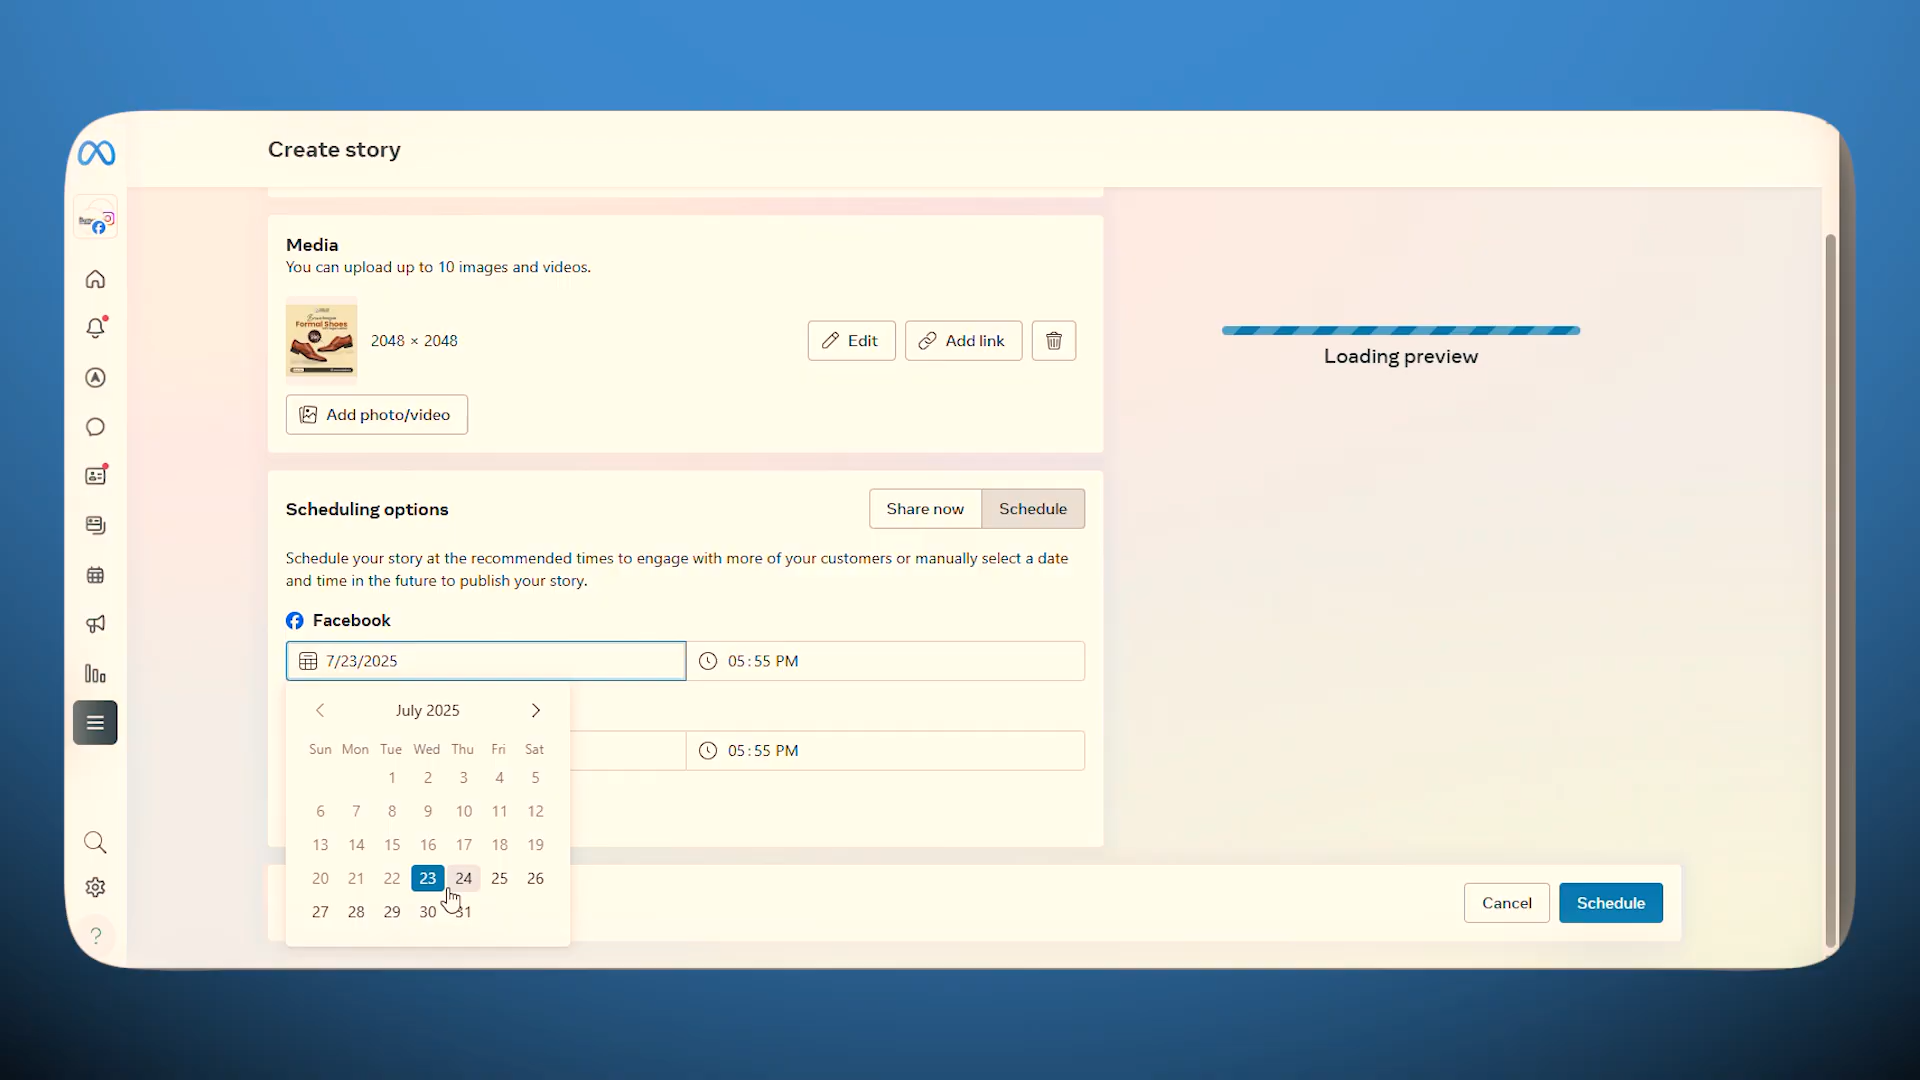 Create story
Media
You can upload up to 10 images and videos.
Formal Shoes
2048 × 2048
Edit
Add link
Add photo/video
Loading preview
Scheduling options
Share now
Schedule
Schedule your story at the recommended times to engage with more of your customers or manually select a date
and time in the future to publish your story.
Facebook
7/23/2025
05:55 PM
July 2025
05:55 PM
Sun Mon Tue Wed Thu Fri Sat
1 2 3 4 5
6 7 8 9 10 11 12
13 14 15 16 17 18 19
20 21 22 23 24 25 26
27 28 29 30 31
Cancel
Schedule
?